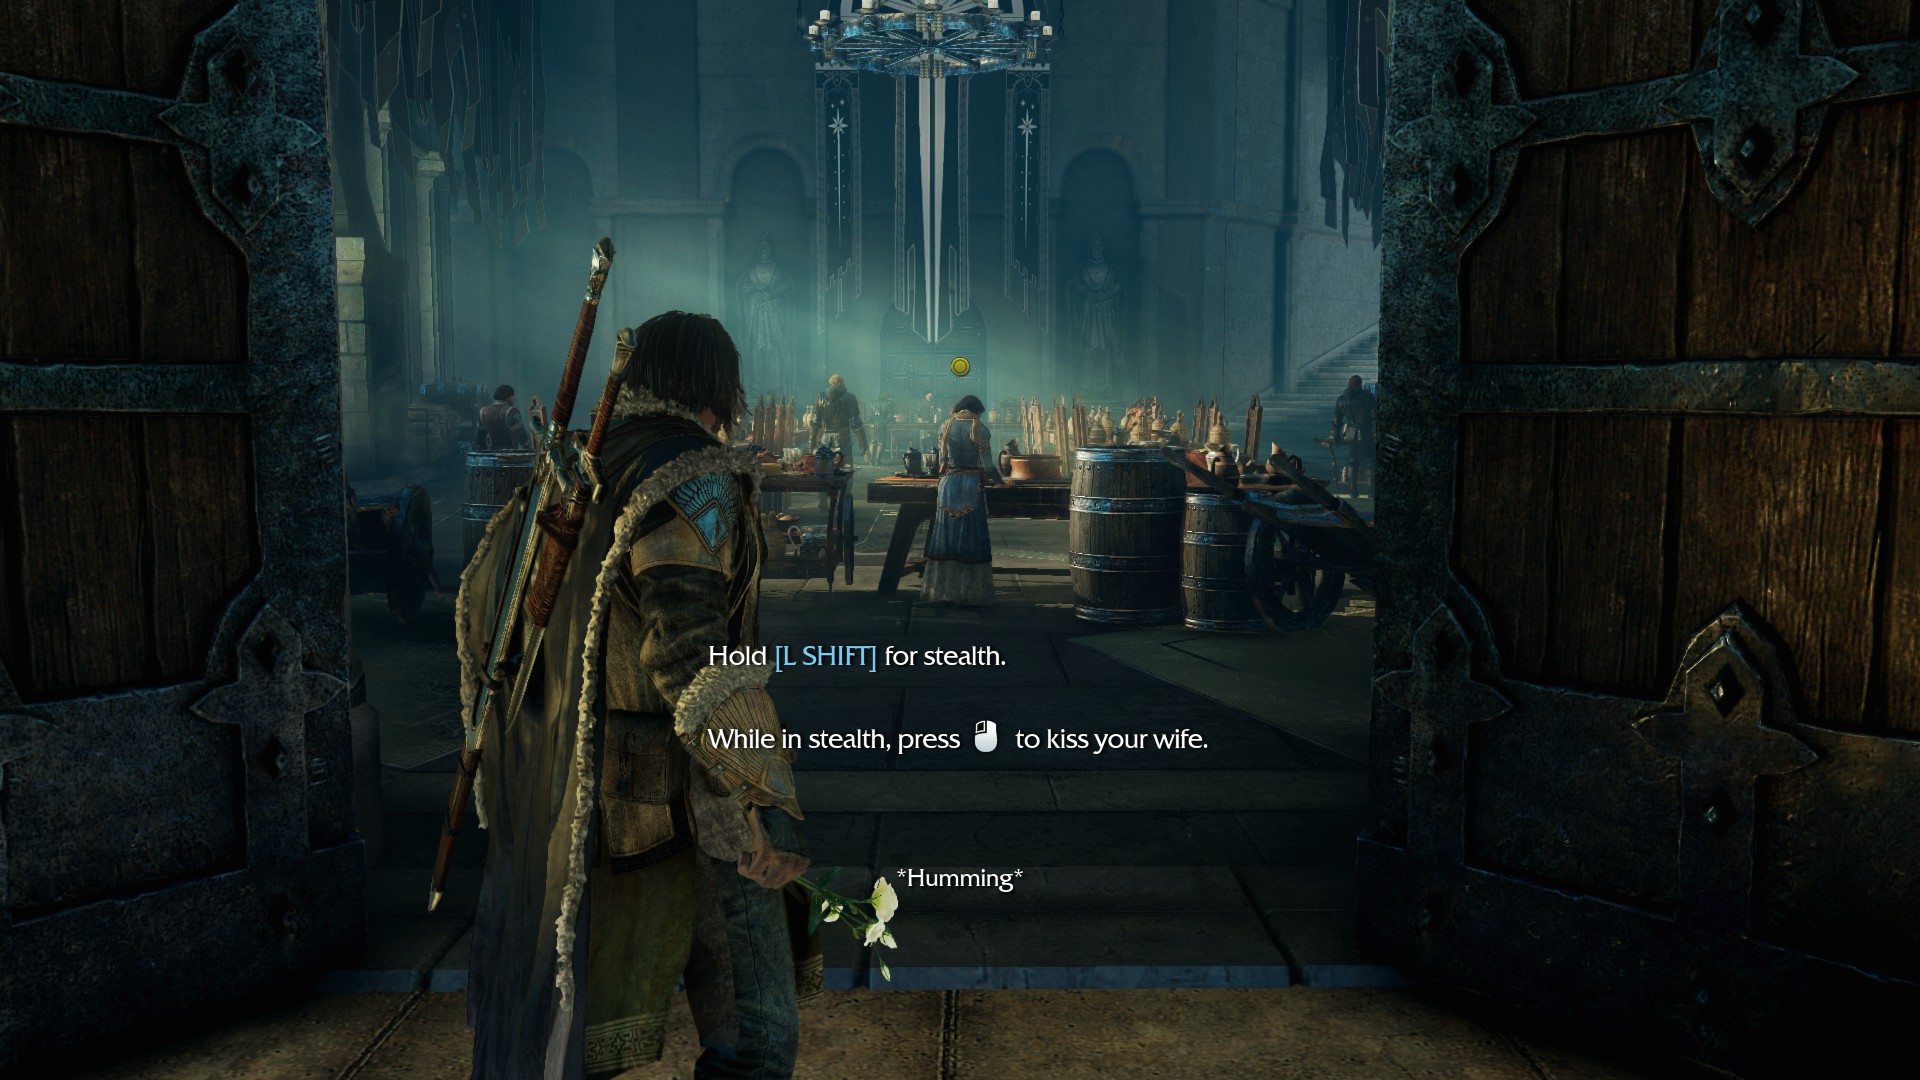 Hold [L SHIFT] for stealth.
While in stealth, press to kiss your wife.
*Humming*